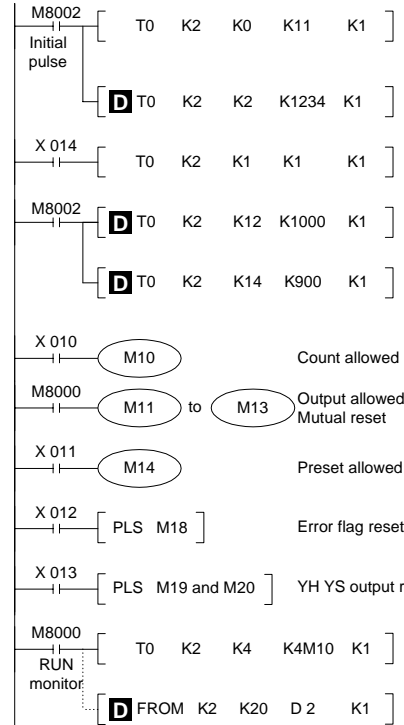 M8002 T0 K2 K0 K11 K1
Initial
pulse
D T0 K2 K2 K1234 K1
X 014 T0 K2 K1 K1 K1
M8002 D T0 K2 K12 K1000 K1
D T0 K2 K14 K900 K1
X 010 M10 Count allowed
M8000 M11 to M13 Output allowed
Mutual reset
X 011 M14 Preset allowed
X 012 PLS M18 Error flag reset
X 013 PLS M19 and M20 YH YS output r
M8000 T0 K2 K4 K4M10 K1
RUN
monitor
D FROM K2 K20 D 2 K1